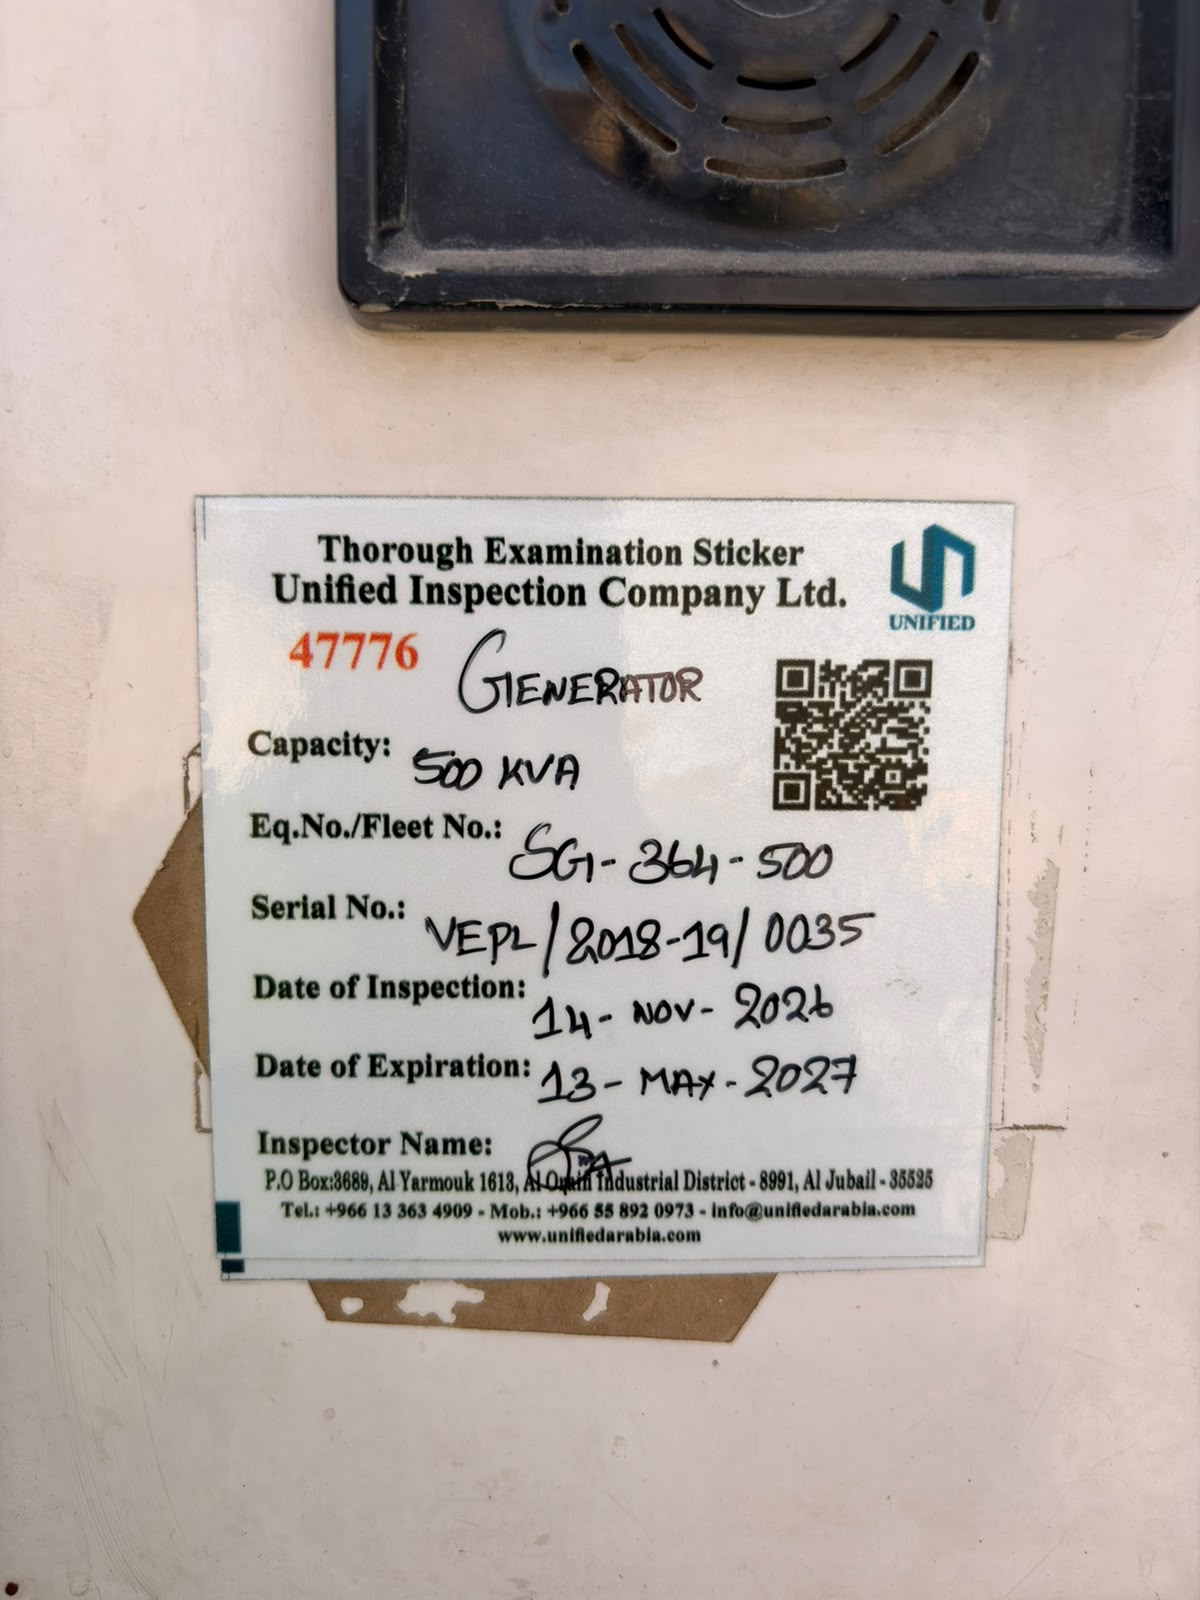 Thorough Examination Sticker
Unified Inspection Company Ltd.
UNIFIED
47776 GENERATOR
Capacity: 500 KVA
Eq.No./Fleet No.: SG-364-500
Serial No.: VEPL/2018-19/0035
Date of Inspection: 14-NOV-2026
Date of Expiration: 13-MAY-2027
Inspector Name:
P.O Box:3689, Al Yarmouk 1613, Al Qrain Industrial District - 8991, Al Jubail - 35525
Tel.: +966 13 363 4909 - Mob.: +966 55 892 0973 - info@unifiedarabia.com
www.unifiedarabia.com